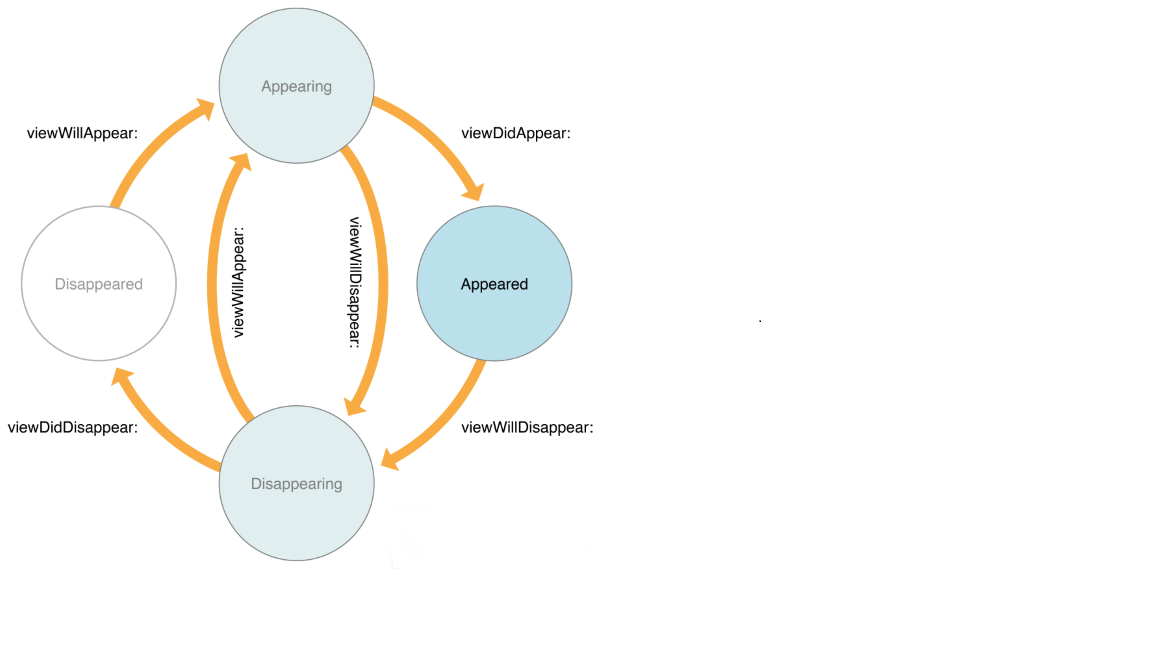 Appearing
viewWillAppear:
viewDidAppear:
viewWillAppear:
viewWillDisappear:
Disappeared
Appeared
viewDidDisappear:
viewWillDisappear:
Disappearing
.